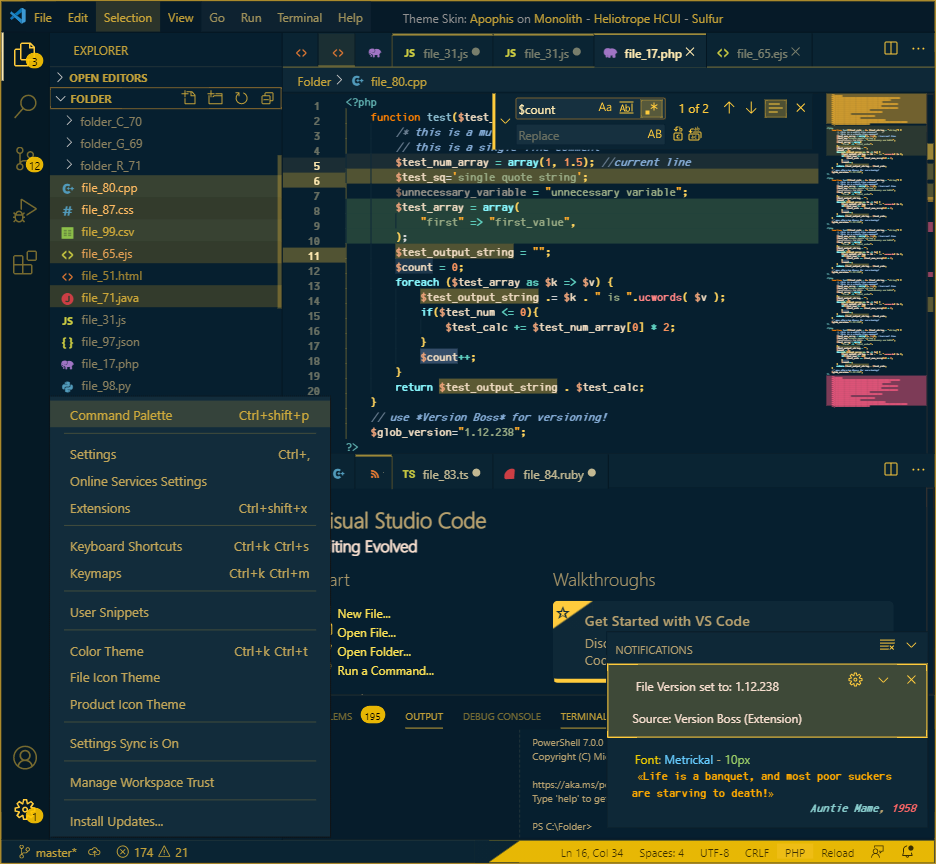 File Edit Selection View Go Run Terminal Help Theme Skin: Apophis on Monolith - Heliotrope HCUI - Sulfur
3
EXPLORER
JS file_31.js JS file_31.js file_17.php file_65.ejs
OPEN EDITORS
FOLDER
Folder > file_80.cpp
folder_C_70
folder_G_69
folder_R_71
12
file_80.cpp
# file_87.css
file_99.csv
file_65.ejs
file_51.html
file_71.java
JS file_31.js
{} file_97.json
file_17.php
file_98.py
$count Aa Abl .* 1 of 2
Replace AB
1 <?php
2 function test($test_
3 /* this is a mu
4 // this is a single line comment
5 $test_num_array = array(1, 1.5); //current line
6 $test_sq='single quote string';
7 $unnecessary_variable = "unnecessary variable";
8 $test_array = array(
9 "first" => "first_value",
10 );
11 $test_output_string = "";
12 $count = 0;
13 foreach ($test_array as $k => $v) {
14 $test_output_string .= $k . " is ".ucwords( $v );
15 if($test_num <= 0){
16 $test_calc += $test_num_array[0] * 2;
17 }
18 $count++;
19 }
20 return $test_output_string . $test_calc;
}
// use *Version Boss* for versioning!
$glob_version="1.12.238";
?>
Command Palette Ctrl+shift+p
Settings Ctrl+,
Online Services Settings
Extensions Ctrl+shift+x
Keyboard Shortcuts Ctrl+k Ctrl+s
Keymaps Ctrl+k Ctrl+m
User Snippets
Color Theme Ctrl+k Ctrl+t
File Icon Theme
Product Icon Theme
Settings Sync is On
Manage Workspace Trust
Install Updates...
1
TS file_83.ts file_84.ruby
isual Studio Code
iting Evolved
art
New File...
Open File...
Open Folder...
Run a Command...
Walkthroughs
Get Started with VS Code
Disc
Coc
LEMS 195 OUTPUT DEBUG CONSOLE TERMINAL
PowerShell 7.0.0
Copyright (C) Mi
https://aka.ms/p
Type 'help' to ge
PS C:\Folder>
NOTIFICATIONS
File Version set to: 1.12.238
Source: Version Boss (Extension)
Font: Metrickal - 10px
«Life is a banquet, and most poor suckers
are starving to death!»
Auntie Mame, 1958
master* 174 21 Ln 16, Col 34 Spaces: 4 UTF-8 CRLF PHP Reload